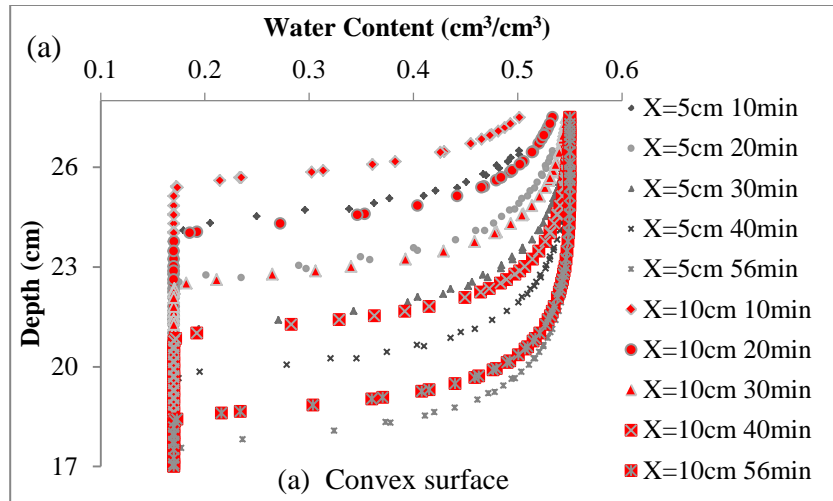 Water Content (cm³/cm³)
(a)
0.1 0.2 0.3 0.4 0.5 0.6
Depth (cm)
26
23
20
17
X=5cm 10min
X=5cm 20min
X=5cm 30min
X=5cm 40min
X=5cm 56min
X=10cm 10min
X=10cm 20min
X=10cm 30min
X=10cm 40min
X=10cm 56min
(a) Convex surface